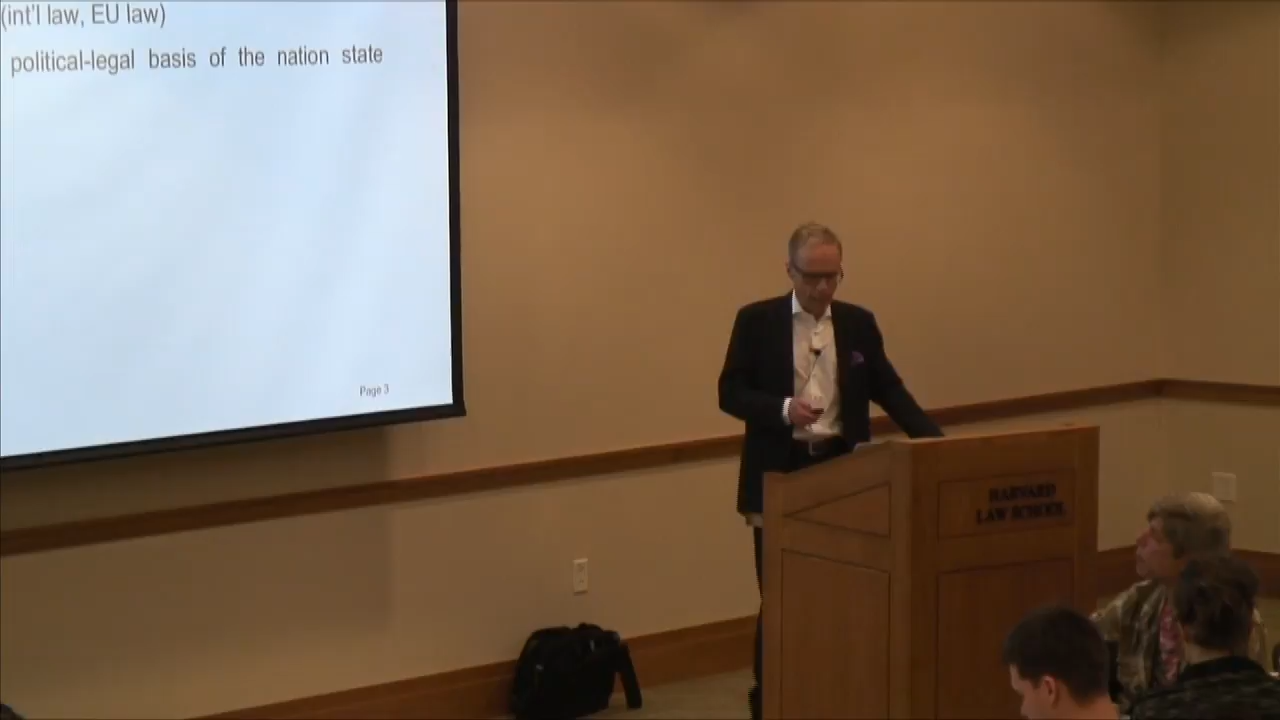 (int'l law, EU law)
political-legal basis of the nation state
Page 3
HARVARD
LAW SCHOOL